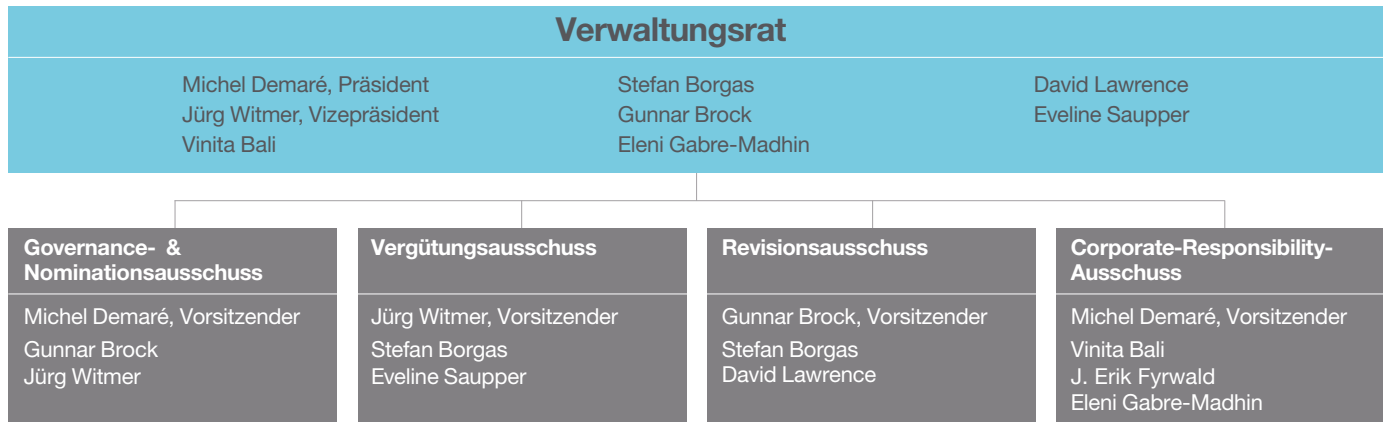 Verwaltungsrat
Michel Demaré, Präsident
Jürg Witmer, Vizepräsident
Vinita Bali
Stefan Borgas
Gunnar Brock
Eleni Gabre-Madhin
David Lawrence
Eveline Saupper
Governance- &
Nominationsausschuss
Michel Demaré, Vorsitzender
Gunnar Brock
Jürg Witmer
Vergütungsausschuss
Jürg Witmer, Vorsitzender
Stefan Borgas
Eveline Saupper
Revisionsausschuss
Gunnar Brock, Vorsitzender
Stefan Borgas
David Lawrence
Corporate-Responsibility-
Ausschuss
Michel Demaré, Vorsitzender
Vinita Bali
J. Erik Fyrwald
Eleni Gabre-Madhin